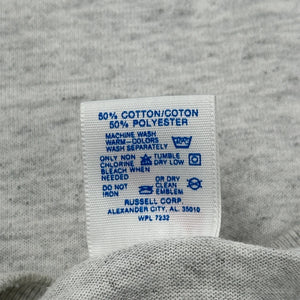 50% COTTON/COTON
50% POLYESTER
MACHINE WASH
WARM-COLORS
WASH SEPARATELY
ONLY NON
CHLORINE
BLEACH WHEN
NEEDED
TUMBLE
DRY LOW
DO NOT
IRON
OR DRY
CLEAN
EMBLEM
RUSSELL CORP.
ALEXANDER CITY, AL. 35010
WPL 7232